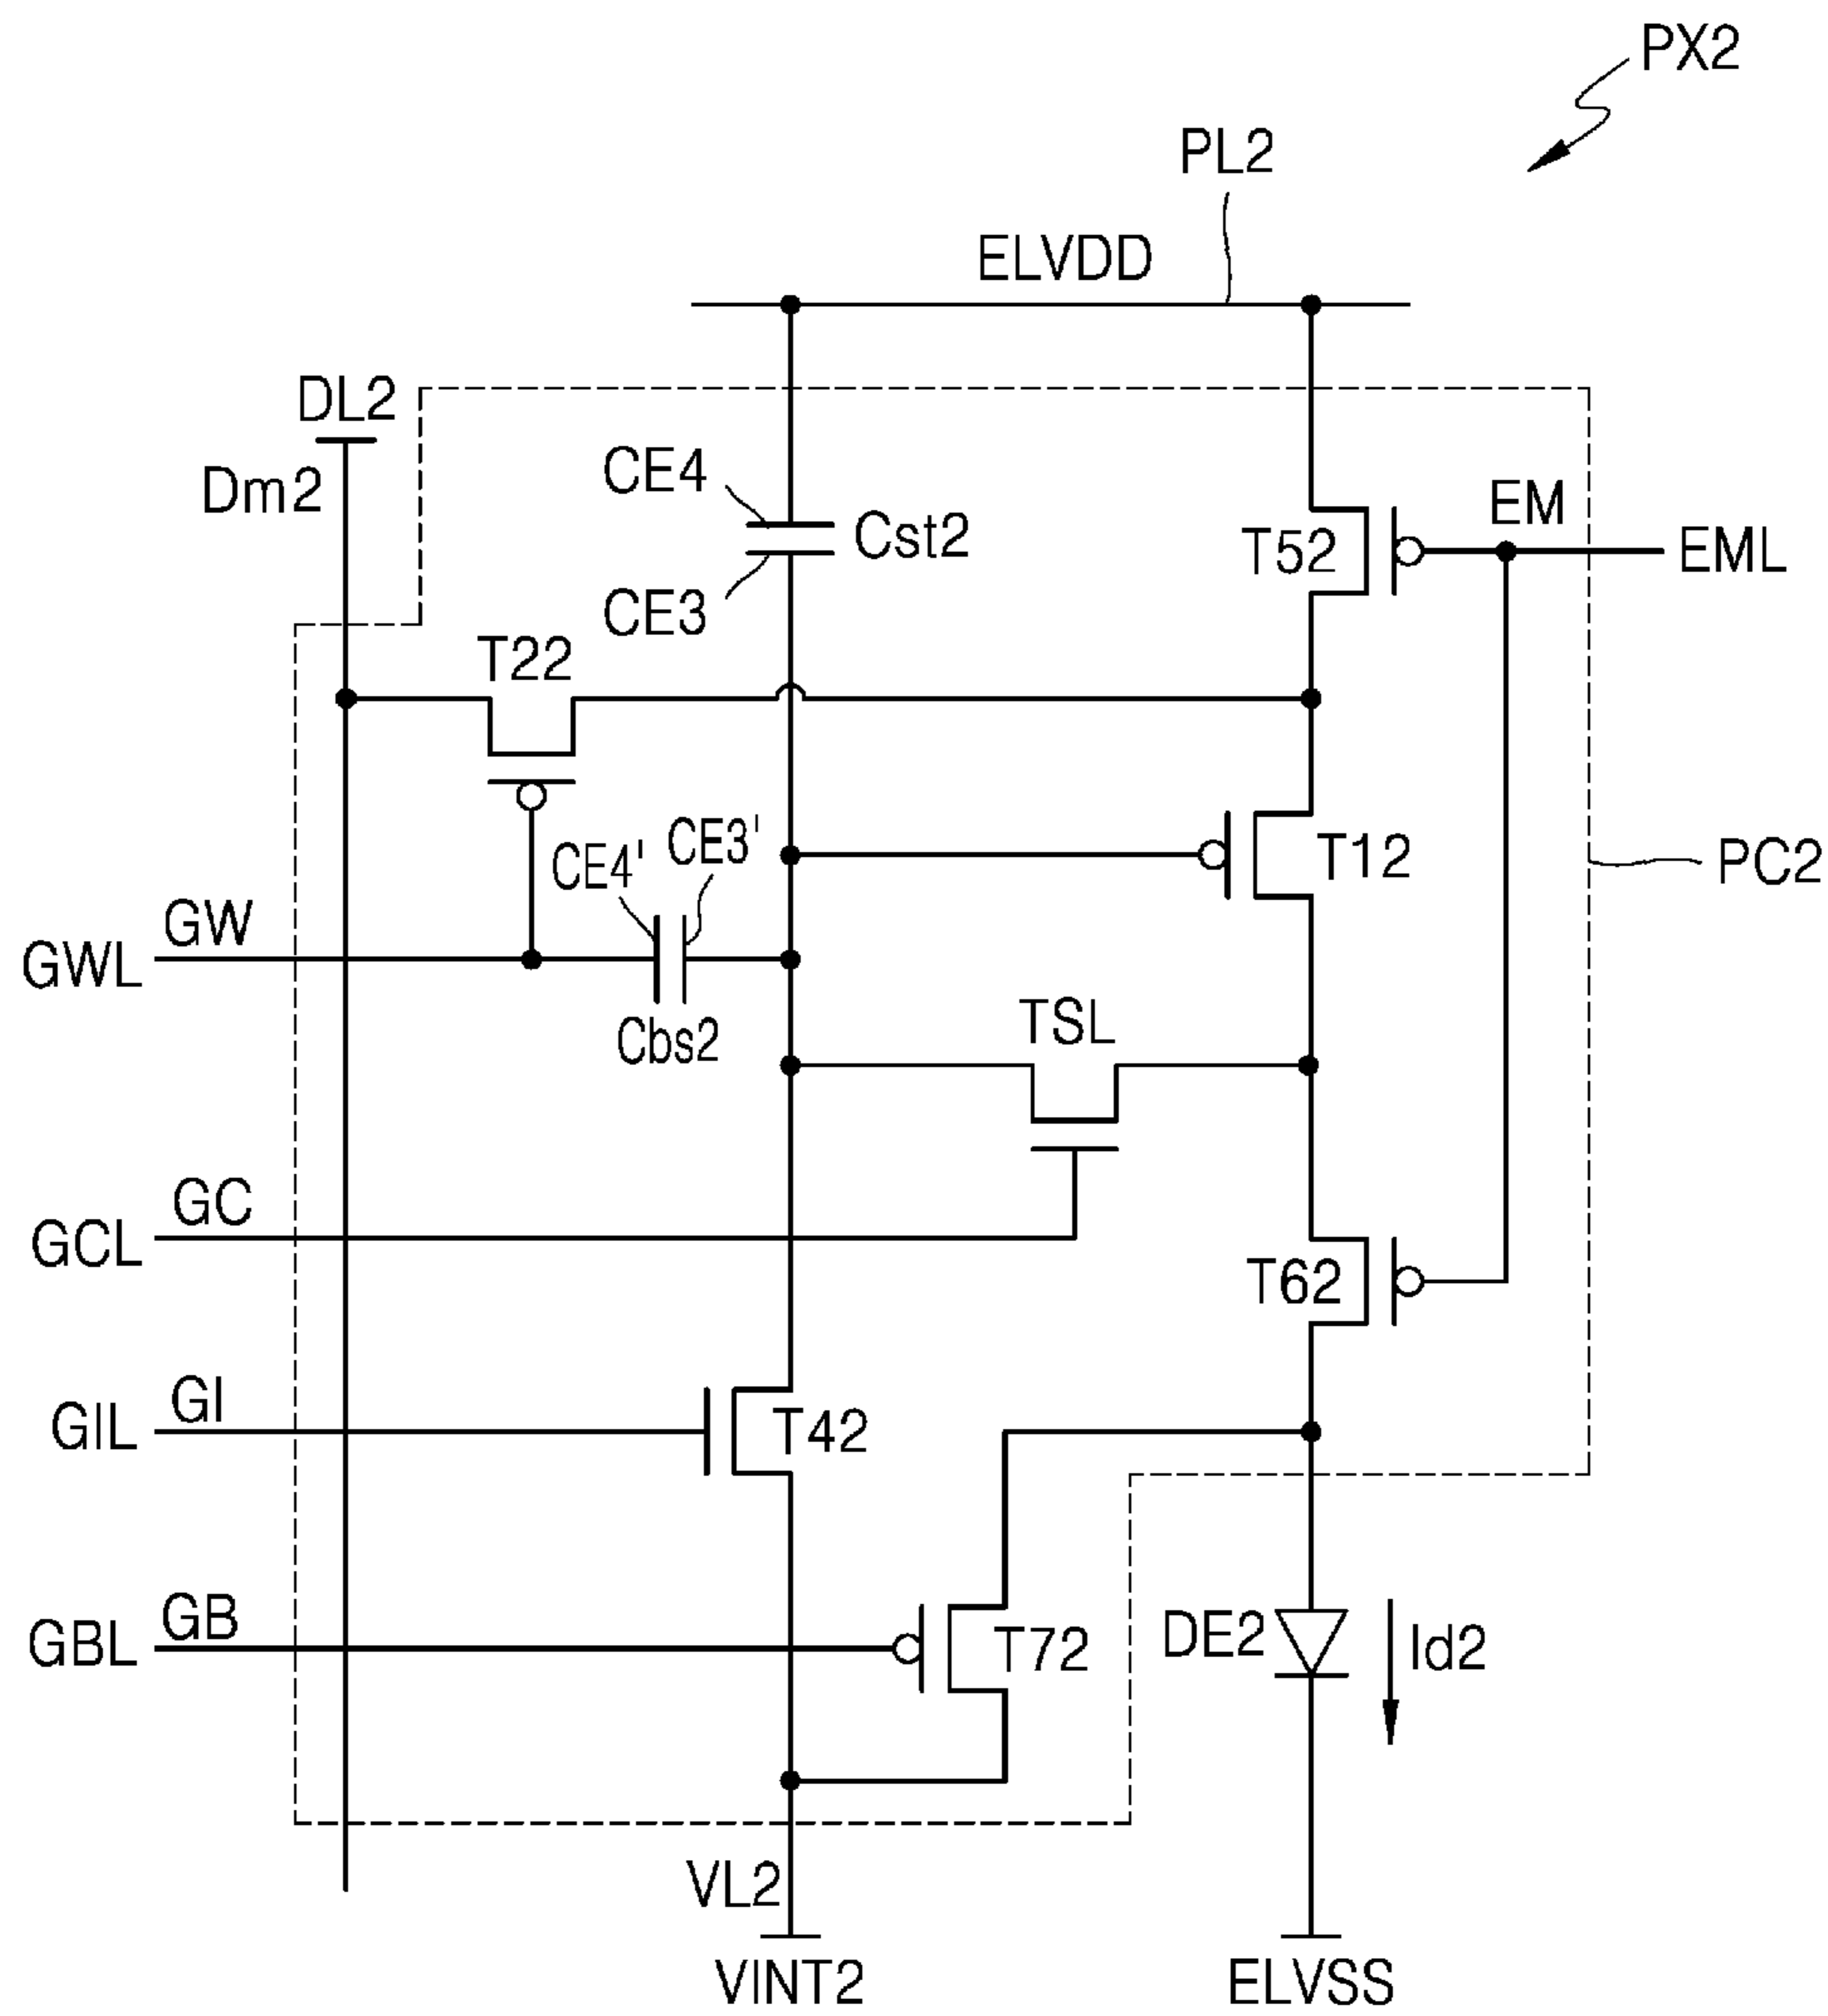 PX2
PL2
ELVDD
DL2
Dm2
CE4
Cst2
CE3
EM
T52
EML
T22
CE3'
CE4'
T12
PC2
GW
GWL
Cbs2
TSL
GC
GCL
T62
GI
GIL
T42
GB
GBL
T72
DE2
Id2
VL2
VINT2
ELVSS